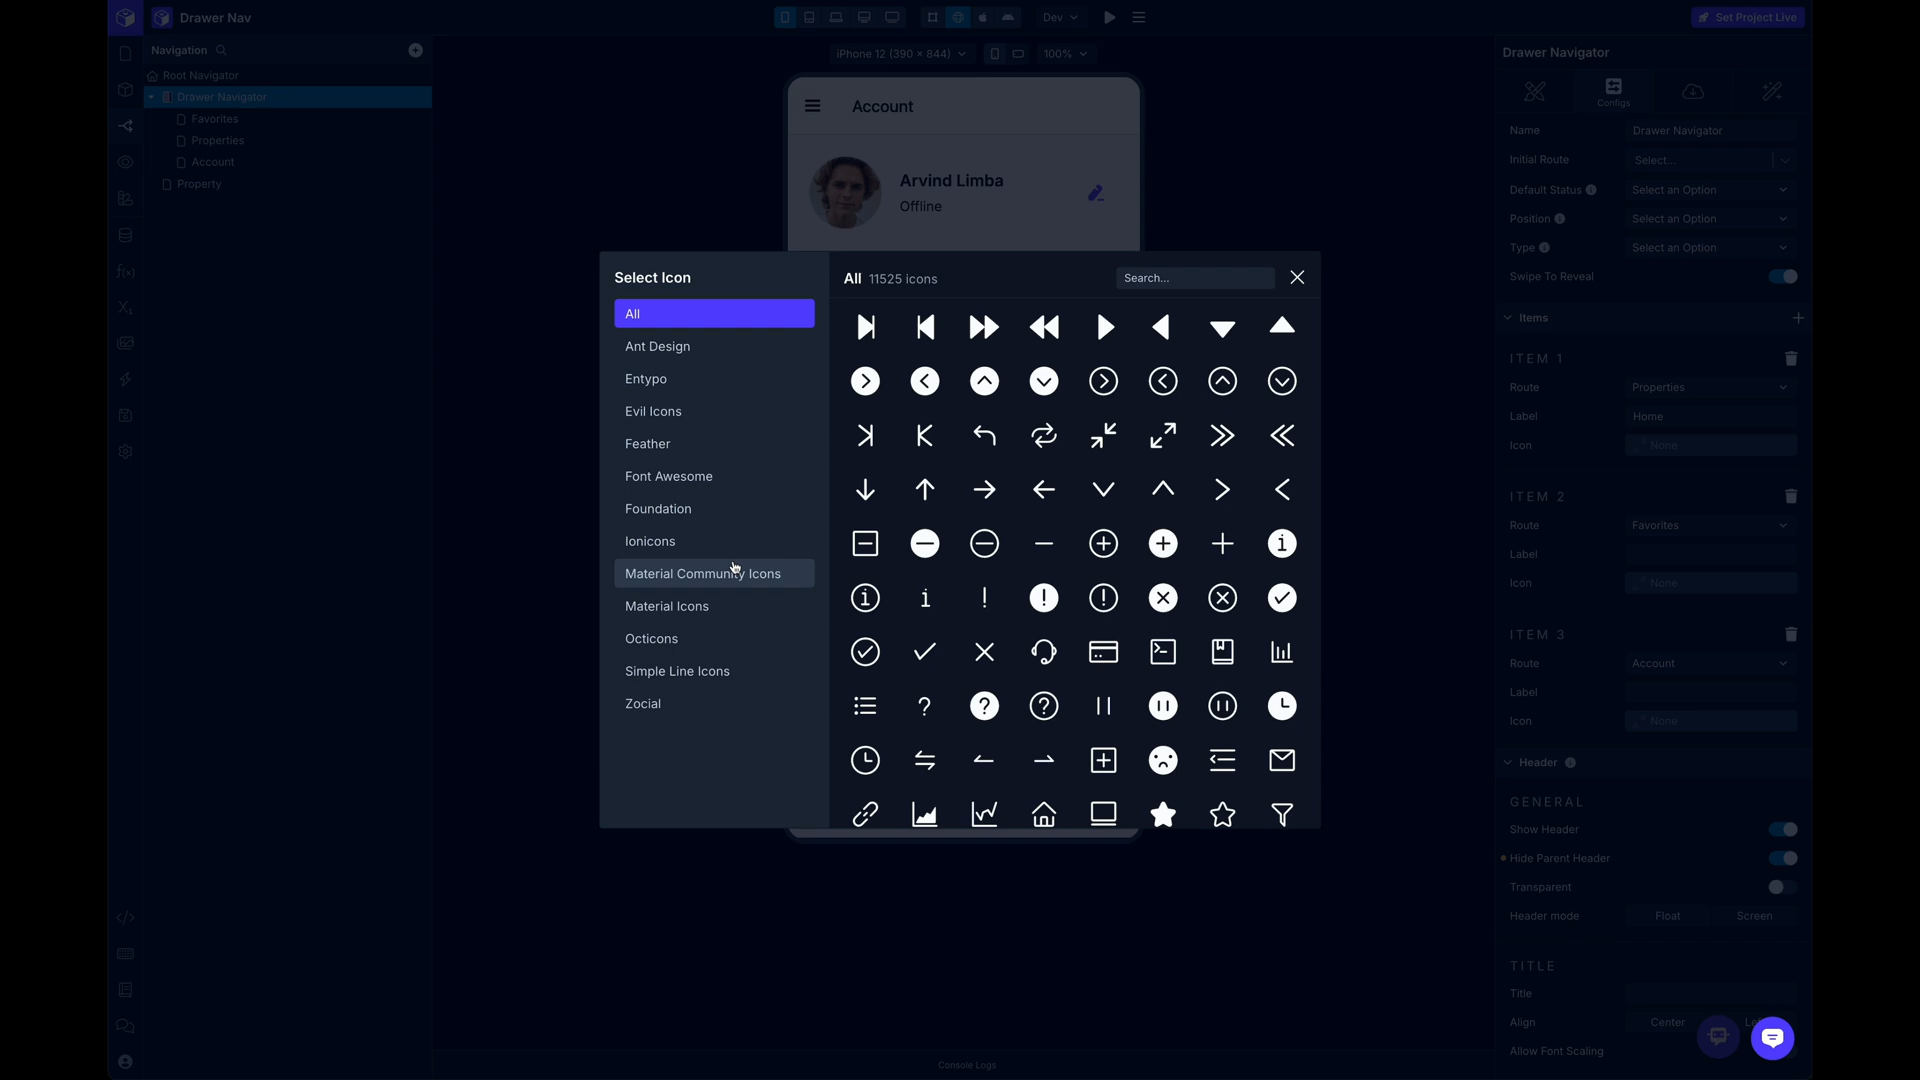 Drawer Nav
Dev
Set Project Live
Navigation
Root Navigator
Drawer Navigator
Favorites
Properties
Account
Property
iPhone 12 (390 × 844)
100%
Account
Arvind Limba
Offline
Select Icon
All
Ant Design
Entypo
Evil Icons
Feather
Font Awesome
Foundation
Ionicons
Material Community Icons
Material Icons
Octicons
Simple Line Icons
Zocial
All 11525 icons
Search...
Drawer Navigator
Configs
Name Drawer Navigator
Initial Route Select...
Default Status Select an Option
Position Select an Option
Type Select an Option
Swipe To Reveal
Items
ITEM 1
Route Properties
Label Home
Icon None
ITEM 2
Route Favorites
Label
Icon None
ITEM 3
Route Account
Label
Icon None
Header
GENERAL
Show Header
Hide Parent Header
Transparent
Header mode Float Screen
TITLE
Title
Align Center
Allow Font Scaling
Console Logs